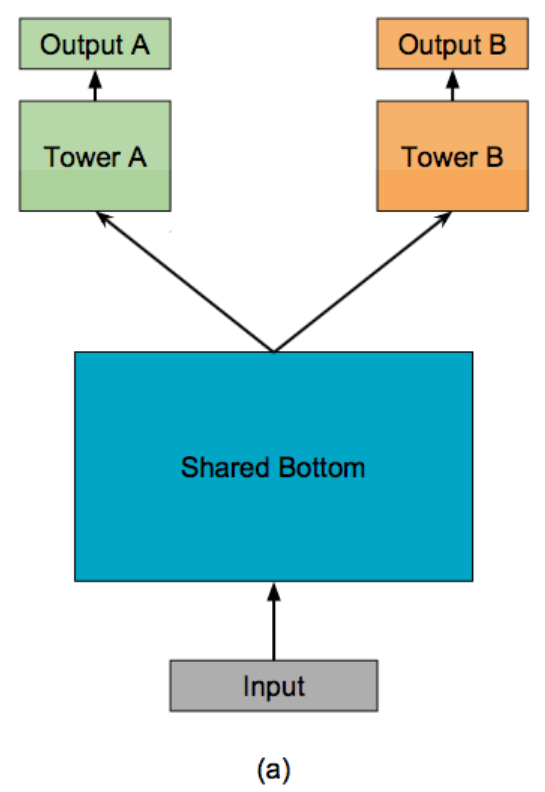 Output A
Output B
Tower A
Tower B
Shared Bottom
Input
(a)